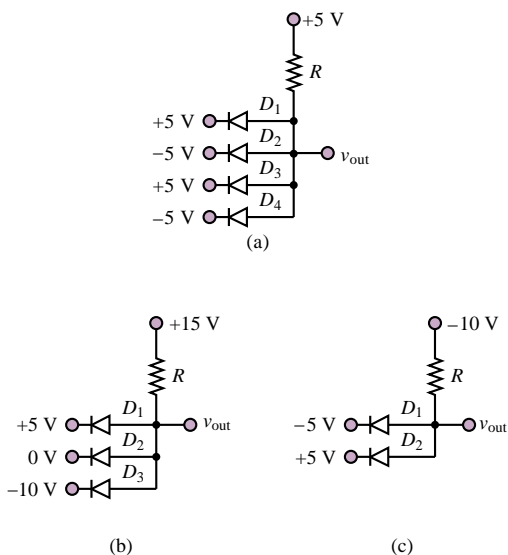 +5 V
R
D1
+5 V
D2
−5 V
vout
D3
+5 V
D4
−5 V
(a)
+15 V
−10 V
R
R
D1
D1
+5 V
vout
−5 V
vout
D2
D2
0 V
+5 V
D3
−10 V
(b)
(c)